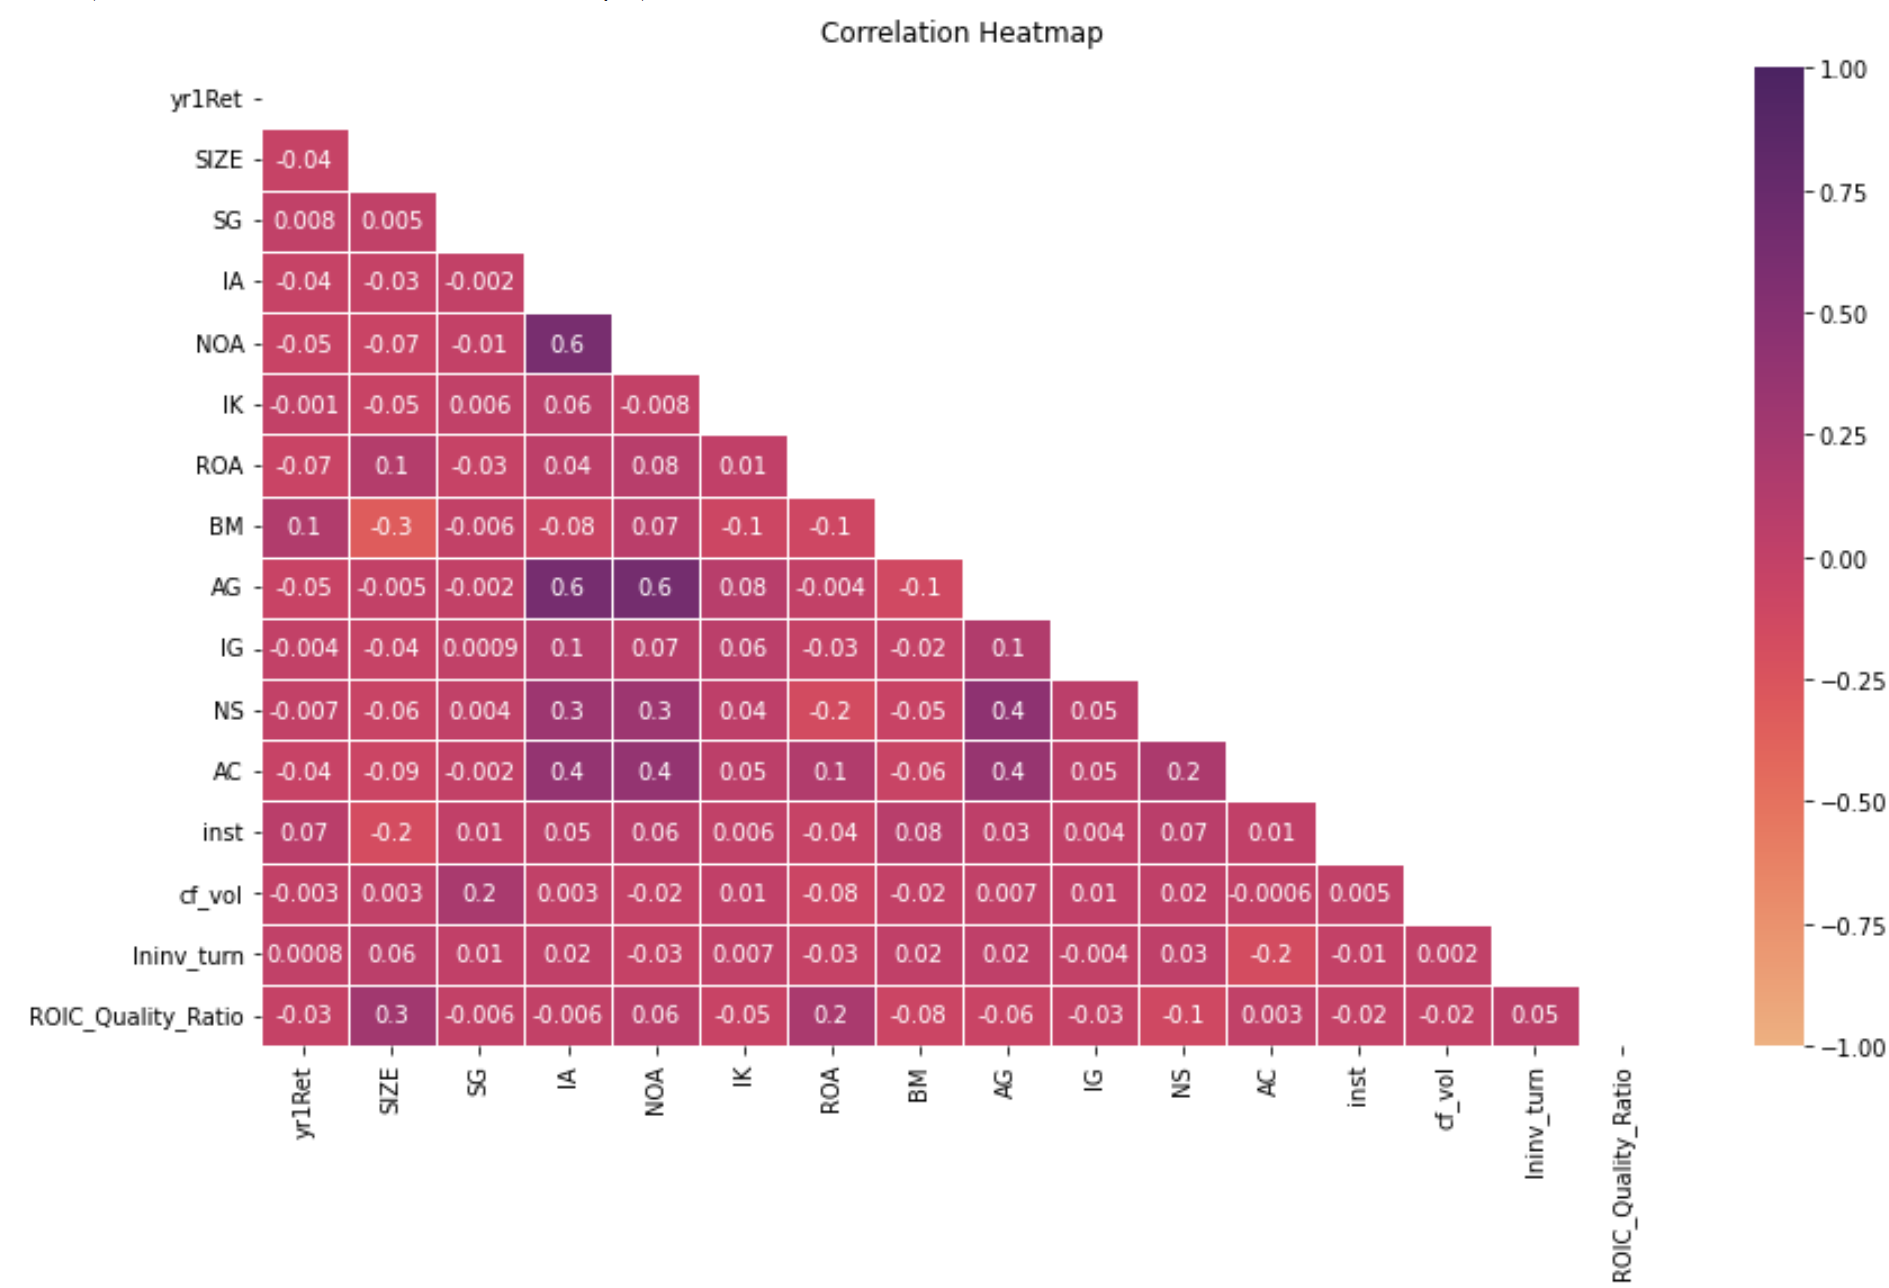 Correlation Heatmap
yr1Ret
SIZE -0.04
SG 0.008 0.005
IA -0.04 -0.03 -0.002
NOA -0.05 -0.07 -0.01 0.6
IK -0.001 -0.05 0.006 0.06 -0.008
ROA -0.07 0.1 -0.03 0.04 0.08 0.01
BM 0.1 -0.3 -0.006 -0.08 0.07 -0.1 -0.1
AG -0.05 -0.005 -0.002 0.6 0.6 0.08 -0.004 -0.1
IG -0.004 -0.04 0.0009 0.1 0.07 0.06 -0.03 -0.02 0.1
NS -0.007 -0.06 0.004 0.3 0.3 0.04 -0.2 -0.05 0.4 0.05
AC -0.04 -0.09 -0.002 0.4 0.4 0.05 0.1 -0.06 0.4 0.05 0.2
inst 0.07 -0.2 0.01 0.05 0.06 0.006 -0.04 0.08 0.03 0.004 0.07 0.01
cf_vol -0.003 0.003 0.2 0.003 -0.02 0.01 -0.08 -0.02 0.007 0.01 0.02 -0.0006 0.005
lninv_turn 0.0008 0.06 0.01 0.02 -0.03 0.007 -0.03 0.02 0.02 -0.004 0.03 -0.2 -0.01 0.002
ROIC_Quality_Ratio -0.03 0.3 -0.006 -0.006 0.06 -0.05 0.2 -0.08 -0.06 -0.03 -0.1 0.003 -0.02 -0.02 0.05
yr1Ret SIZE SG IA NOA IK ROA BM AG IG NS AC inst cf_vol lninv_turn ROIC_Quality_Ratio
1.00
0.75
0.50
0.25
0.00
−0.25
−0.50
−0.75
−1.00